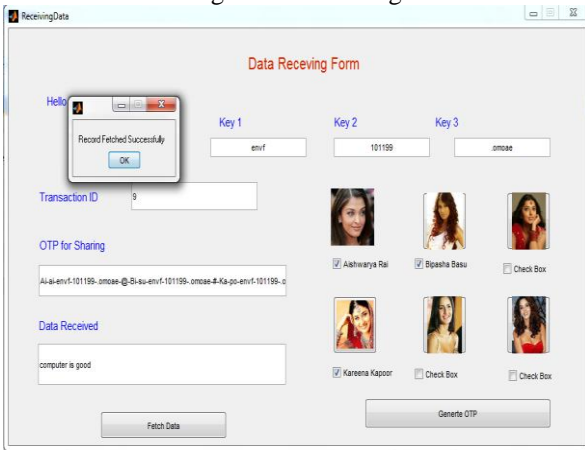 ReceivingData
Data Receving Form
Hello
Record Fetched Successfully
OK
Key 1
Key 2
Key 3
envf
101199
.omoae
Transaction ID
9
OTP for Sharing
Ai-ai-envf-101199-.omoae-@-Bi-su-envf-101199-.omoae-#-Ka-po-envf-101199-.o
Aishwarya Rai
Bipasha Basu
Check Box
Data Received
computer is good
Kareena Kapoor
Check Box
Check Box
Fetch Data
Generte OTP